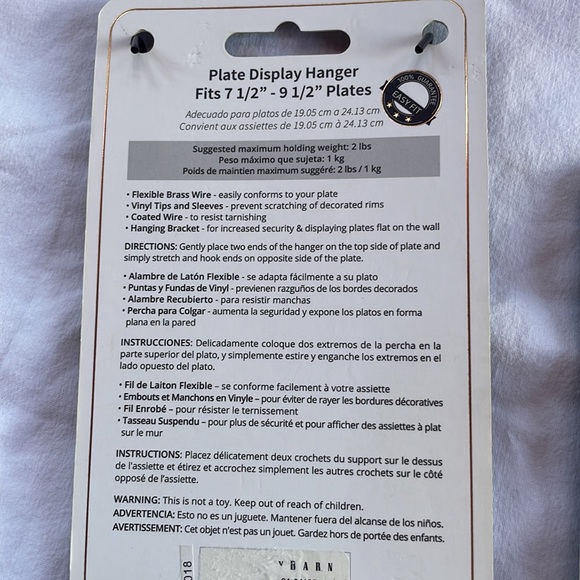 Plate Display Hanger
Fits 7 1/2” - 9 1/2” Plates
100% GUARANTEE
EASY FIT
Adecuado para platos de 19.05 cm a 24.13 cm
Convient aux assiettes de 19.05 cm à 24.13 cm
Suggested maximum holding weight: 2 lbs
Peso máximo que sujeta: 1 kg
Poids de maintien maximum suggéré: 2 lbs / 1 kg
• Flexible Brass Wire - easily conforms to your plate
• Vinyl Tips and Sleeves - prevent scratching of decorated rims
• Coated Wire - to resist tarnishing
• Hanging Bracket - for increased security & displaying plates flat on the wall
DIRECTIONS: Gently place two ends of the hanger on the top side of plate and
simply stretch and hook ends on opposite side of the plate.
• Alambre de Latón Flexible - se adapta fácilmente a su plato
• Puntas y Fundas de Vinyl - previenen razguños de los bordes decorados
• Alambre Recubierto - para resistir manchas
• Percha para Colgar - aumenta la seguridad y expone los platos en forma
plana en la pared
INSTRUCCIONES: Delicadamente coloque dos extremos de la percha en la
parte superior del plato, y simplemente estire y enganche los extremos en el
lado opuesto del plato.
• Fil de Laiton Flexible – se conforme facilement à votre assiette
• Embouts et Manchons en Vinyle – pour éviter de rayer les bordures décoratives
• Fil Enrobé – pour résister le ternissement
• Tasseau Suspendu – pour plus de sécurité et pour afficher des assiettes à plat
sur le mur
INSTRUCTIONS: Placez délicatement deux crochets du support sur le dessus
de l’assiette et étirez et accrochez simplement les autres crochets sur le côté
opposé de l’assiette.
WARNING: This is not a toy. Keep out of reach of children.
ADVERTENCIA: Esto no es un juguete. Mantener fuera del alcanse de los niños.
AVERTISSEMENT: Cet objet n’est pas un jouet. Gardez hors de portée des enfants.
018
BARN